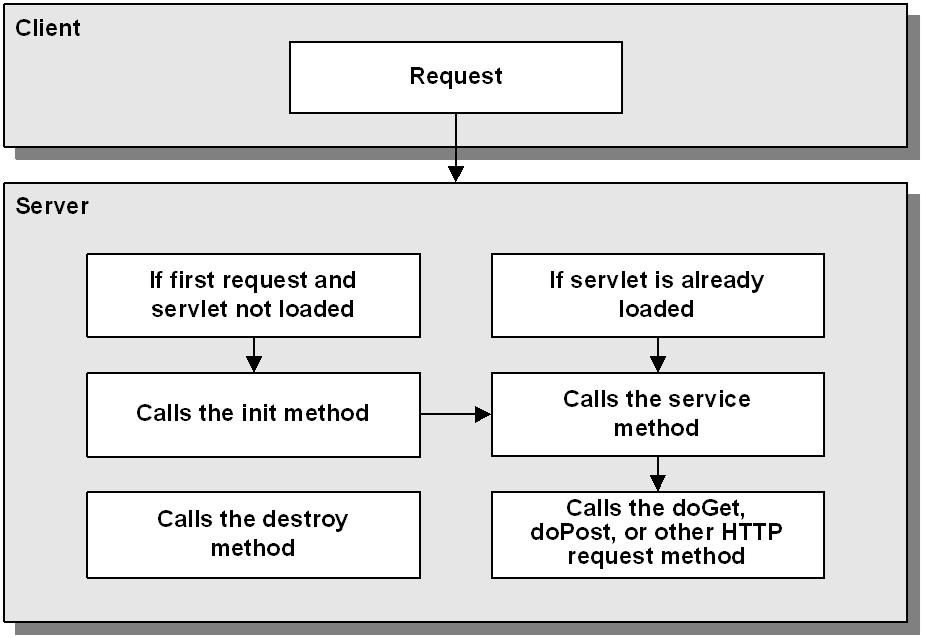 Client
Request
Server
If first request and
servlet not loaded
If servlet is already
loaded
Calls the init method
Calls the service
method
Calls the destroy
method
Calls the doGet,
doPost, or other HTTP
request method